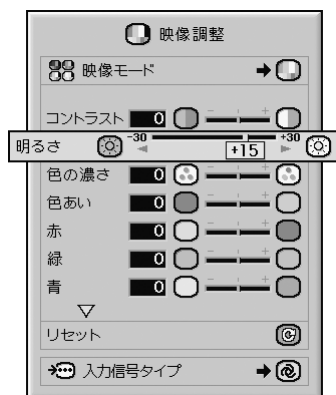 映像調整
映像モード
コントラスト 0 - +
明るさ -30 +15 +30
色の濃さ 0 - +
色あい 0 - +
赤 0 - +
緑 0 - +
青 0 - +
リセット
入力信号タイプ